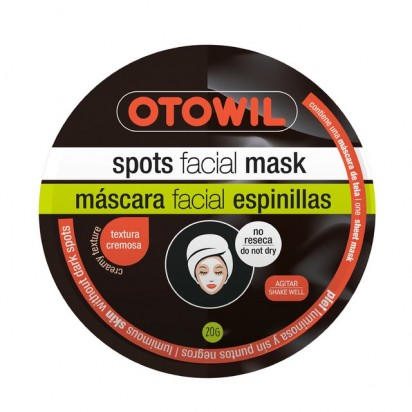 OTOWIL
spots facial mask
máscara facial espinillas
contiene una máscara de tela | one sheet mask
textura
cremosa
creamy texture
no
reseca
do not dry
AGITAR
SHAKE WELL
20G
piel luminosa y sin puntos negros | luminous skin without dark spots